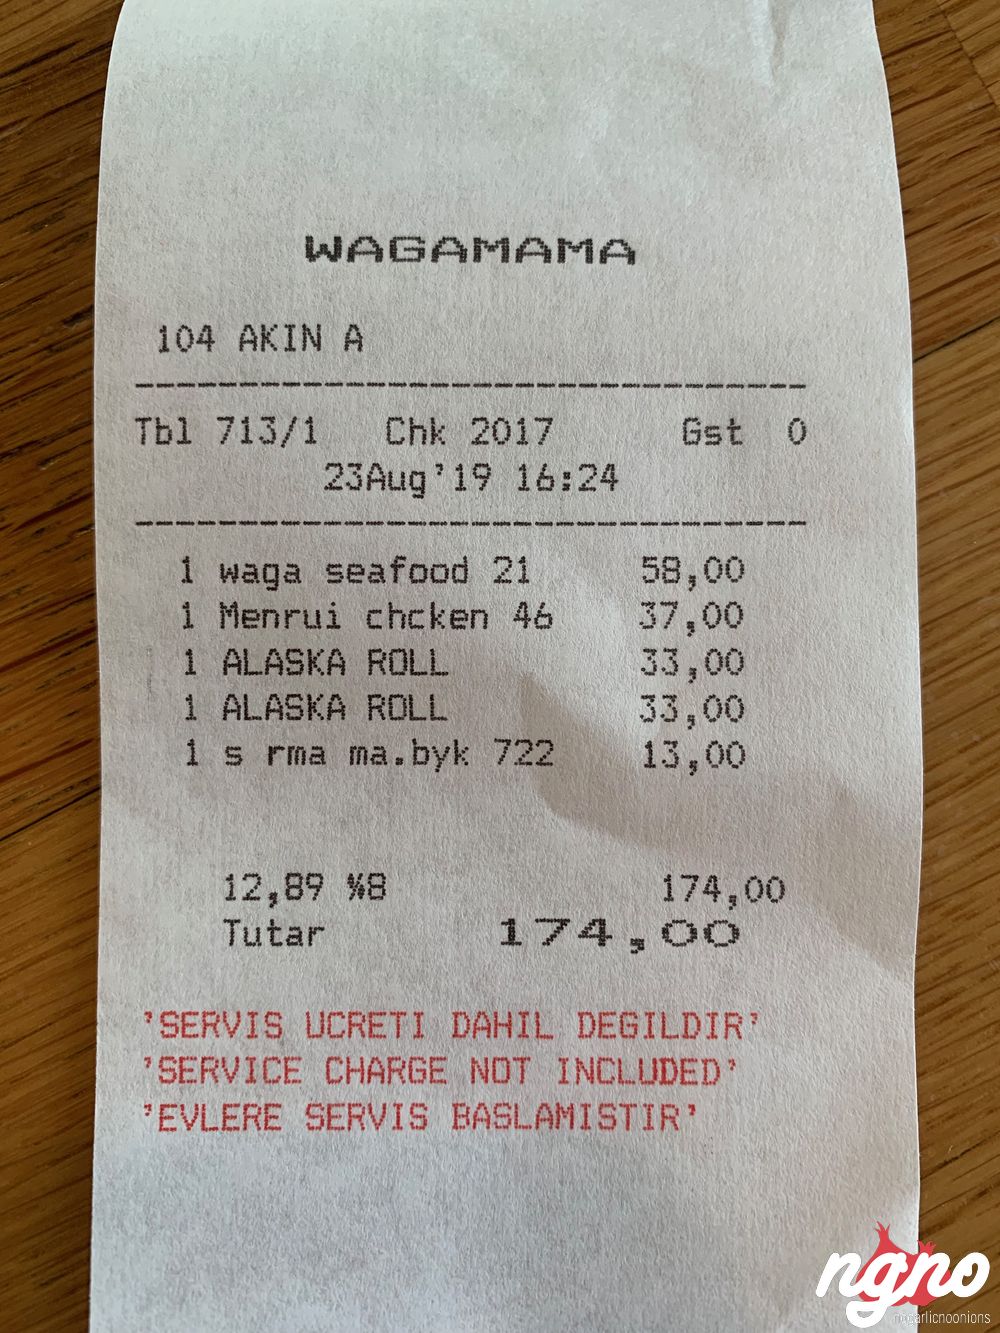 WAGAMAMA
104 AKIN A
Tbl 713/1 Chk 2017 Gst 0
23Aug'19 16:24
1 waga seafood 21 58,00
1 Menrui chcken 46 37,00
1 ALASKA ROLL 33,00
1 ALASKA ROLL 33,00
1 s rma ma.byk 722 13,00
12,89 %8 174,00
Tutar 174,00
'SERVIS UCRETI DAHIL DEGILDIR'
'SERVICE CHARGE NOT INCLUDED'
'EVLERE SERVIS BASLAMISTIR'
ngno
nogarlicnoonions